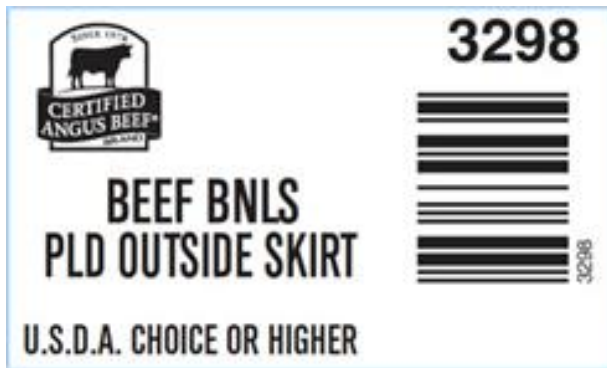 SINCE 1978
CERTIFIED
ANGUS BEEF®
BRAND
3298
BEEF BNLS
PLD OUTSIDE SKIRT
3298
U.S.D.A. CHOICE OR HIGHER